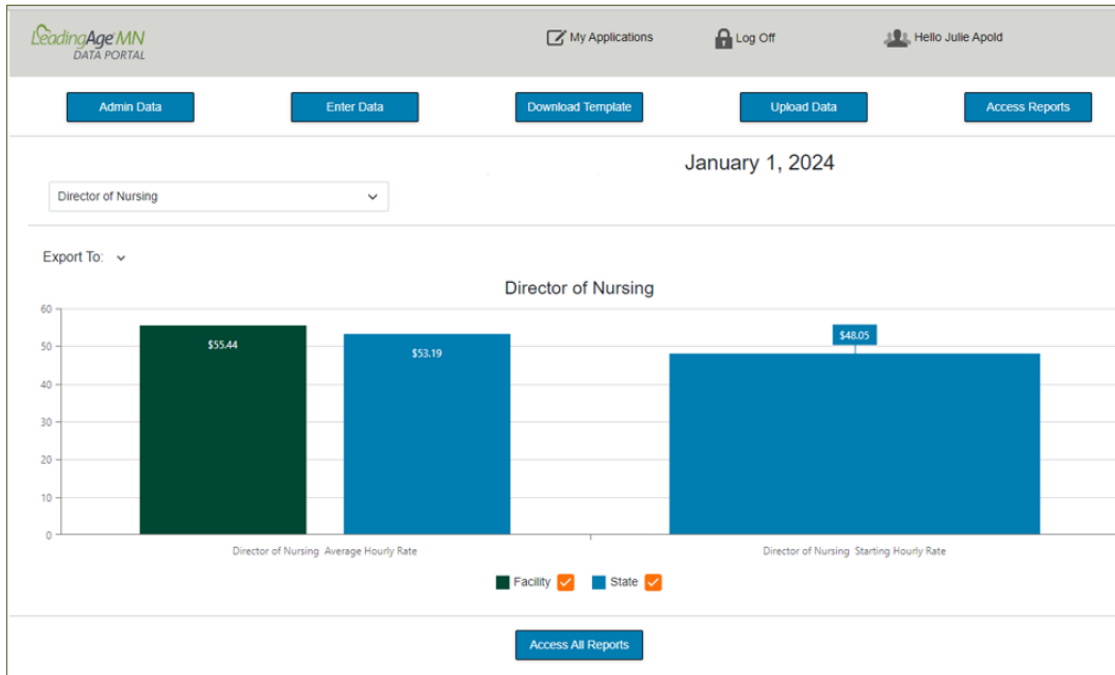 LeadingAge MN
DATA PORTAL
My Applications
Log Off
Hello Julie Apold
Admin Data
Enter Data
Download Template
Upload Data
Access Reports
January 1, 2024
Director of Nursing
Export To:
Director of Nursing
60
50
40
30
20
10
0
$55.44
$53.19
$48.05
Director of Nursing Average Hourly Rate
Director of Nursing Starting Hourly Rate
Facility
State
Access All Reports